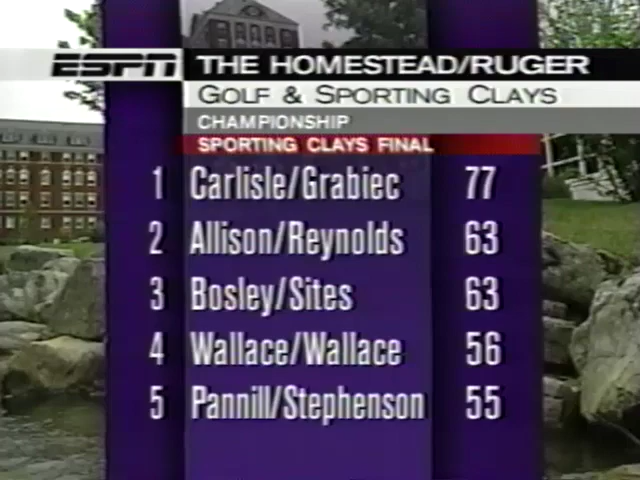 ESPN THE HOMESTEAD/RUGER
GOLF & SPORTING CLAYS
CHAMPIONSHIP
SPORTING CLAYS FINAL
1 Carlisle/Grabiec 77
2 Allison/Reynolds 63
3 Bosley/Sites 63
4 Wallace/Wallace 56
5 Pannill/Stephenson 55